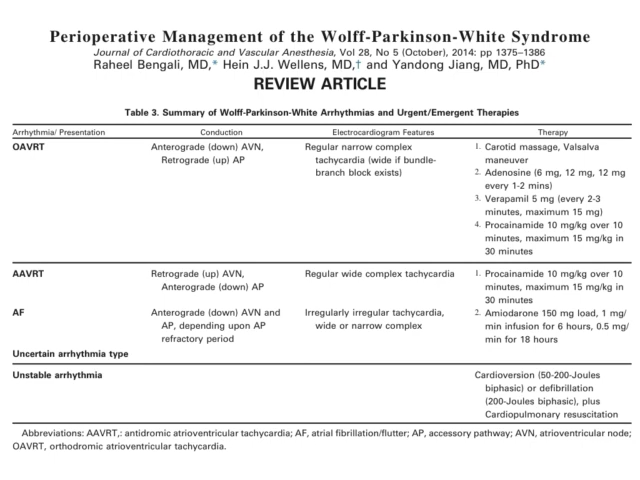 Perioperative Management of the Wolff-Parkinson-White Syndrome
Journal of Cardiothoracic and Vascular Anesthesia, Vol 28, No 5 (October), 2014: pp 1375–1386
Raheel Bengali, MD,* Hein J.J. Wellens, MD,† and Yandong Jiang, MD, PhD*
REVIEW ARTICLE
Table 3. Summary of Wolff-Parkinson-White Arrhythmias and Urgent/Emergent Therapies
Arrhythmia/ Presentation Conduction Electrocardiogram Features Therapy
OAVRT Anterograde (down) AVN, Regular narrow complex 1. Carotid massage, Valsalva
Retrograde (up) AP tachycardia (wide if bundle- maneuver
branch block exists) 2. Adenosine (6 mg, 12 mg, 12 mg
every 1-2 mins)
3. Verapamil 5 mg (every 2-3
minutes, maximum 15 mg)
4. Procainamide 10 mg/kg over 10
minutes, maximum 15 mg/kg in
30 minutes
AAVRT Retrograde (up) AVN, Regular wide complex tachycardia 1. Procainamide 10 mg/kg over 10
Anterograde (down) AP minutes, maximum 15 mg/kg in
30 minutes
AF Anterograde (down) AVN and Irregularly irregular tachycardia, 2. Amiodarone 150 mg load, 1 mg/
AP, depending upon AP wide or narrow complex min infusion for 6 hours, 0.5 mg/
refractory period min for 18 hours
Uncertain arrhythmia type
Unstable arrhythmia Cardioversion (50-200-Joules
biphasic) or defibrillation
(200-Joules biphasic), plus
Cardiopulmonary resuscitation
Abbreviations: AAVRT,: antidromic atrioventricular tachycardia; AF, atrial fibrillation/flutter; AP, accessory pathway; AVN, atrioventricular node;
OAVRT, orthodromic atrioventricular tachycardia.